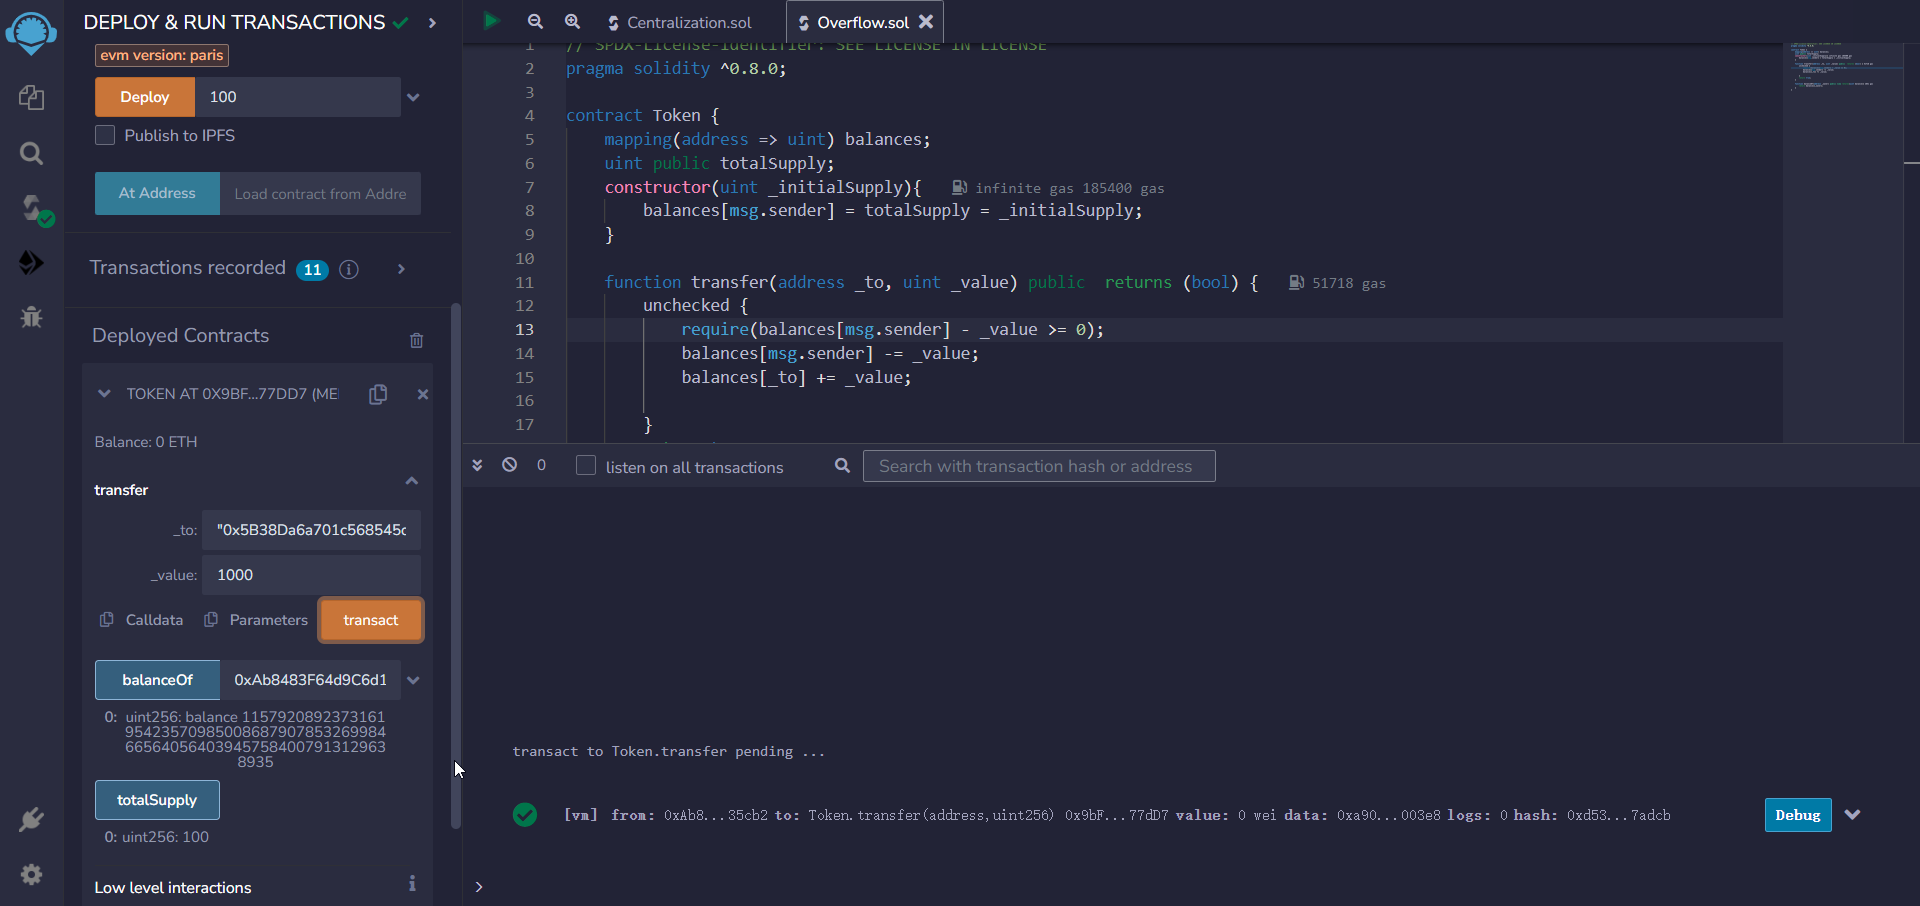 DEPLOY & RUN TRANSACTIONS
evm version: paris
Deploy 100
Publish to IPFS
At Address Load contract from Addre
Transactions recorded 11 i
Deployed Contracts
TOKEN AT 0X9BF...77DD7 (ME
Balance: 0 ETH
transfer
_to: "0x5B38Da6a701c568545c
_value: 1000
Calldata Parameters transact
balanceOf 0xAb8483F64d9C6d1
0: uint256: balance 1157920892373161
9542357098500868790785326998 4
6656405640394575840079131296 3
8935
totalSupply
0: uint256: 100
Low level interactions i
Centralization.sol Overflow.sol
1 // SPDX-License-Identifier: SEE LICENSE IN LICENSE
2 pragma solidity ^0.8.0;
3
4 contract Token {
5 mapping(address => uint) balances;
6 uint public totalSupply;
7 constructor(uint _initialSupply){ infinite gas 185400 gas
8 balances[msg.sender] = totalSupply = _initialSupply;
9 }
10
11 function transfer(address _to, uint _value) public returns (bool) { 51718 gas
12 unchecked {
13 require(balances[msg.sender] - _value >= 0);
14 balances[msg.sender] -= _value;
15 balances[_to] += _value;
16
17 }
0 listen on all transactions Search with transaction hash or address
transact to Token.transfer pending ...
[vm] from: 0xAb8...35cb2 to: Token.transfer(address,uint256) 0x9bF...77dD7 value: 0 wei data: 0xa90...003e8 logs: 0 hash: 0xd53...7adcb Debug
>